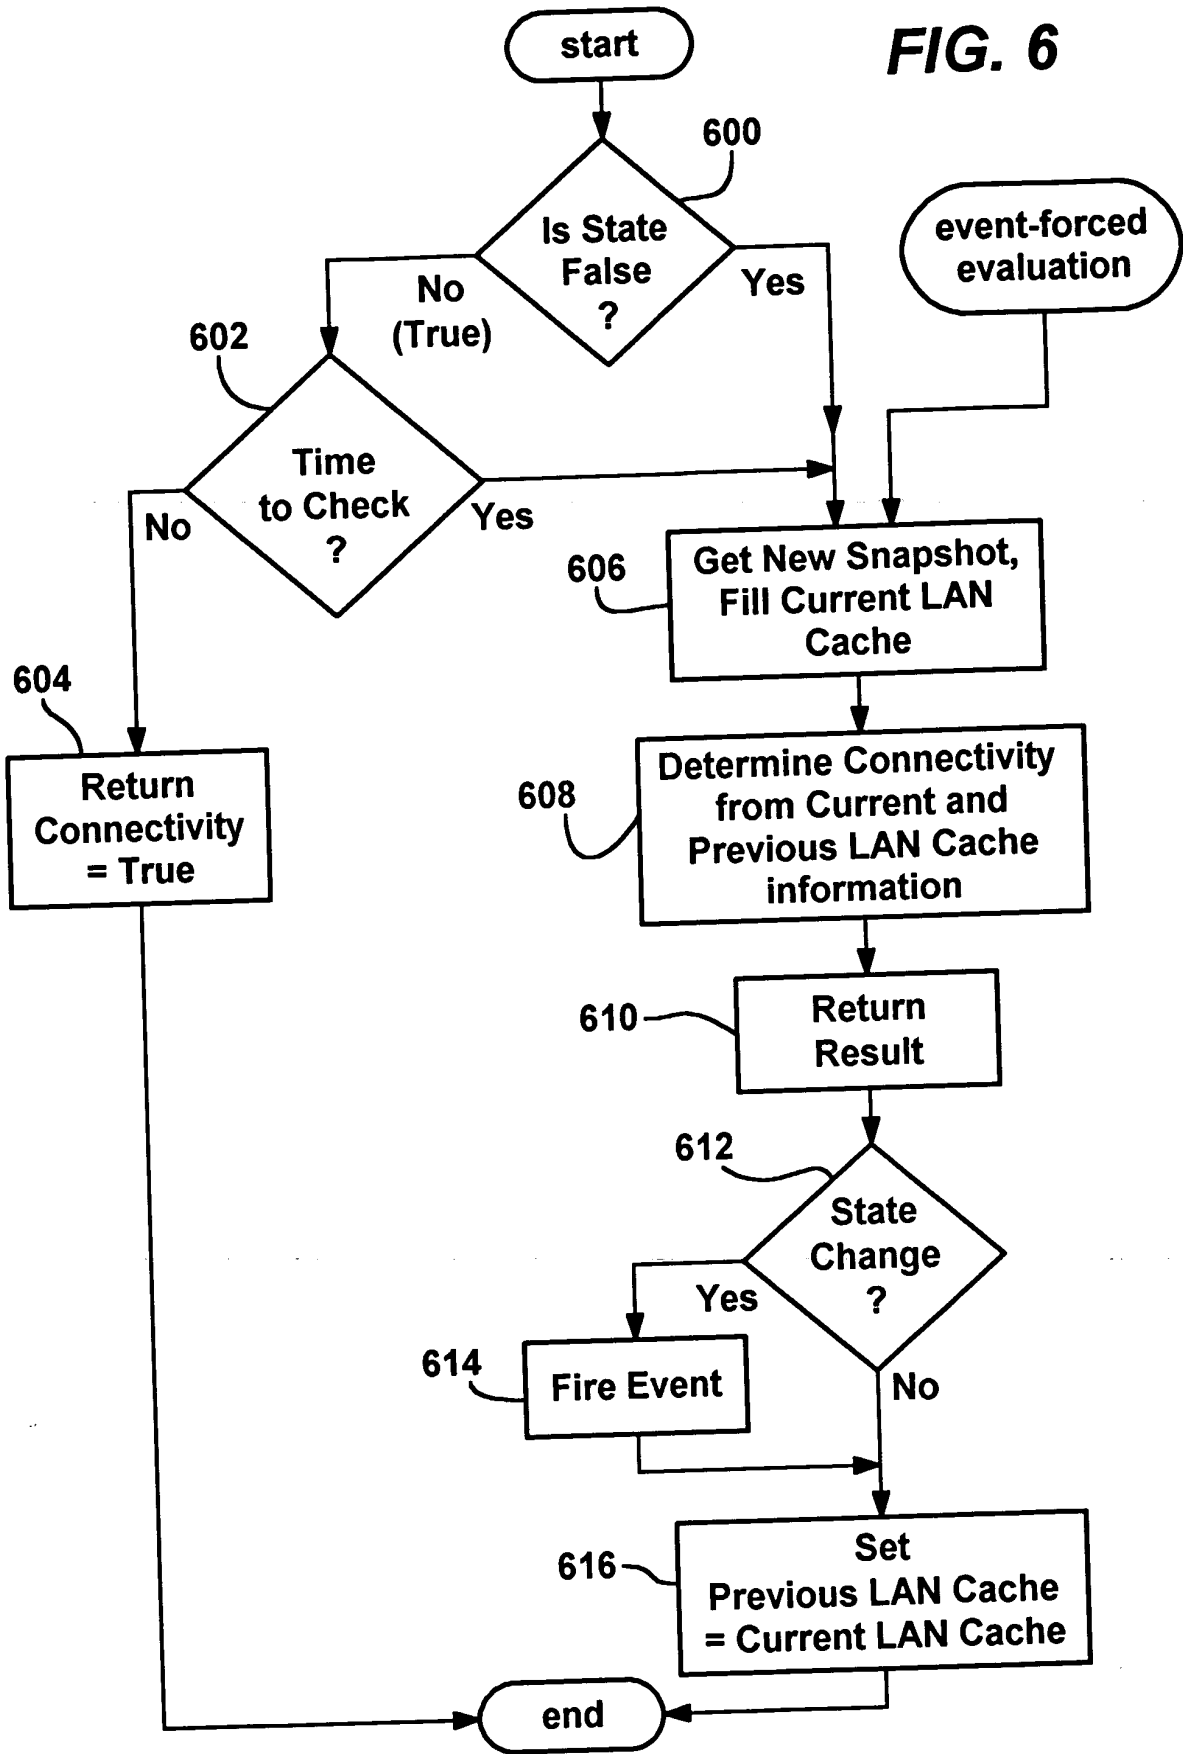 FIG. 6
start
600
Is State
False
?
No
(True)
Yes
event-forced
evaluation
602
Time
to Check
?
No
Yes
606
Get New Snapshot,
Fill Current LAN
Cache
604
Return
Connectivity
= True
608
Determine Connectivity
from Current and
Previous LAN Cache
information
610
Return
Result
612
State
Change
?
Yes
No
614
Fire Event
616
Set
Previous LAN Cache
= Current LAN Cache
end